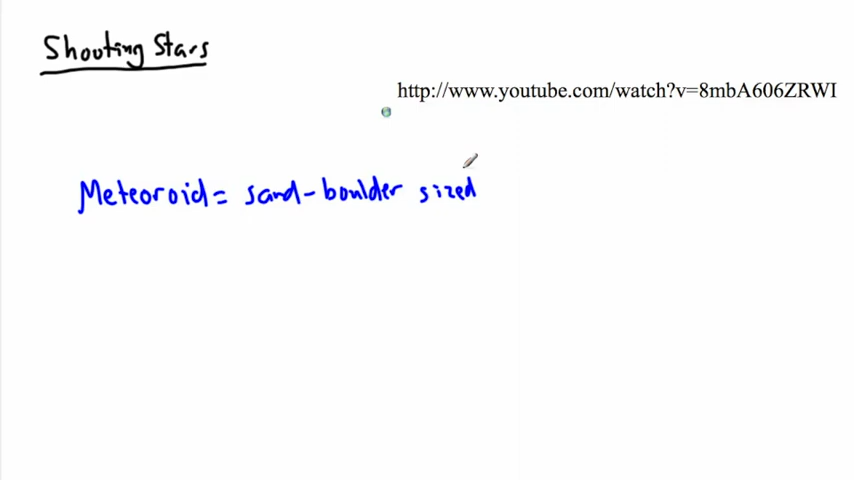 Shooting Stars
http://www.youtube.com/watch?v=8mbA606ZRWI
Meteoroid = sand-boulder sized